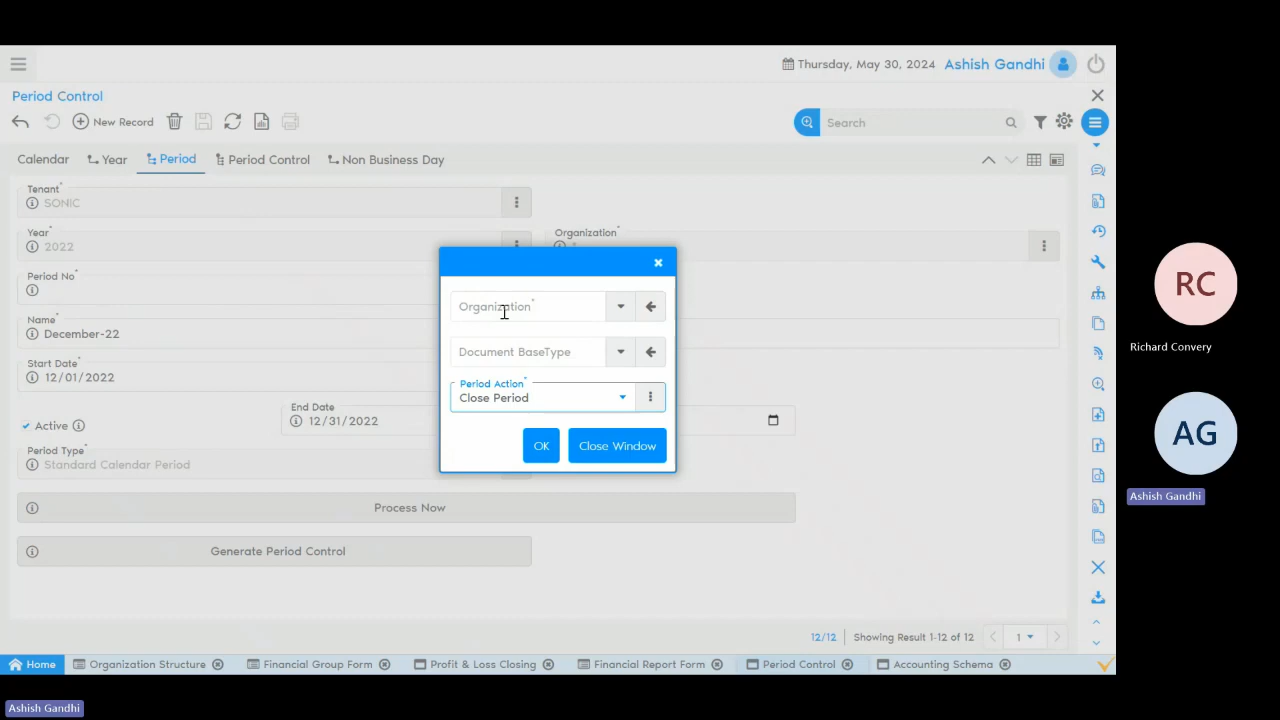 Thursday, May 30, 2024 Ashish Gandhi
Period Control
New Record
Search
Calendar Year Period Period Control Non Business Day
Tenant*
SONIC
Year*
2022
Organization*
*
Period No*
Name*
December-22
Start Date*
12/01/2022
Active
End Date
12/31/2022
Period Type*
Standard Calendar Period
Process Now
Generate Period Control
Organization*
Document BaseType
Period Action*
Close Period
OK Close Window
12/12 Showing Result 1-12 of 12 1
Home Organization Structure Financial Group Form Profit & Loss Closing Financial Report Form Period Control Accounting Schema
RC
Richard Convery
AG
Ashish Gandhi
Ashish Gandhi